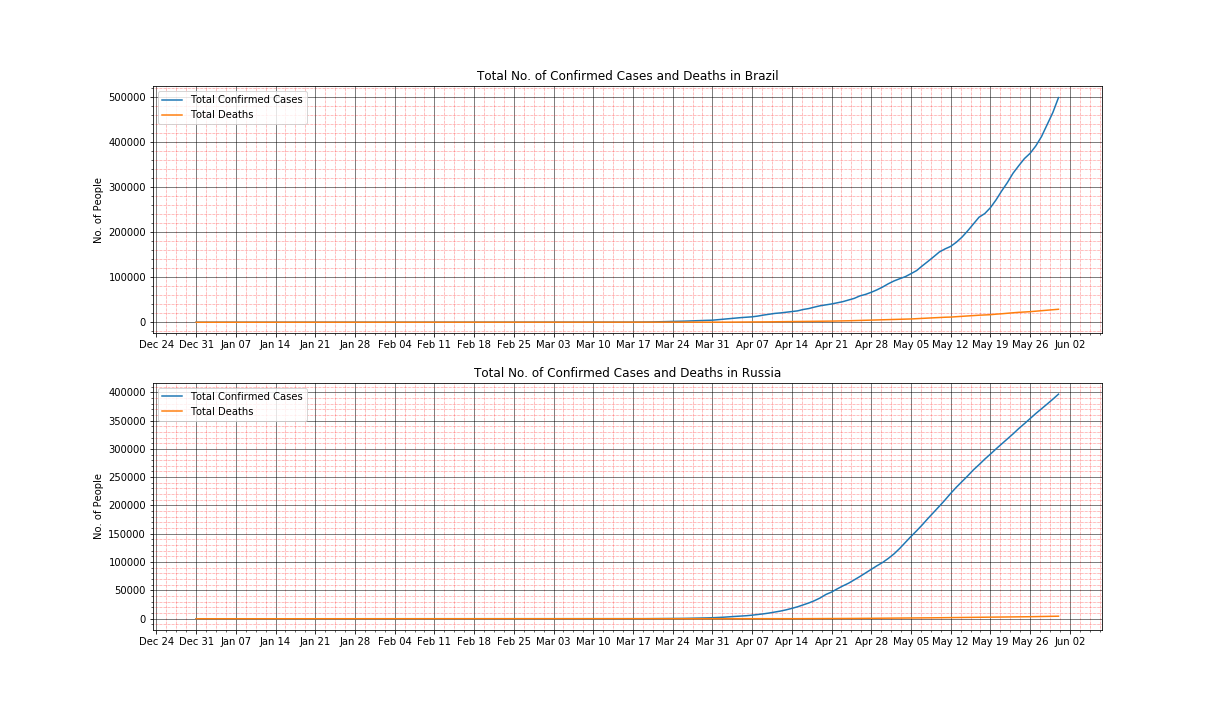 Total No. of Confirmed Cases and Deaths in Brazil
Total Confirmed Cases
Total Deaths
No. of People
500000
400000
300000
200000
100000
0
Dec 24 Dec 31 Jan 07 Jan 14 Jan 21 Jan 28 Feb 04 Feb 11 Feb 18 Feb 25 Mar 03 Mar 10 Mar 17 Mar 24 Mar 31 Apr 07 Apr 14 Apr 21 Apr 28 May 05 May 12 May 19 May 26 Jun 02
Total No. of Confirmed Cases and Deaths in Russia
Total Confirmed Cases
Total Deaths
No. of People
400000
350000
300000
250000
200000
150000
100000
50000
0
Dec 24 Dec 31 Jan 07 Jan 14 Jan 21 Jan 28 Feb 04 Feb 11 Feb 18 Feb 25 Mar 03 Mar 10 Mar 17 Mar 24 Mar 31 Apr 07 Apr 14 Apr 21 Apr 28 May 05 May 12 May 19 May 26 Jun 02